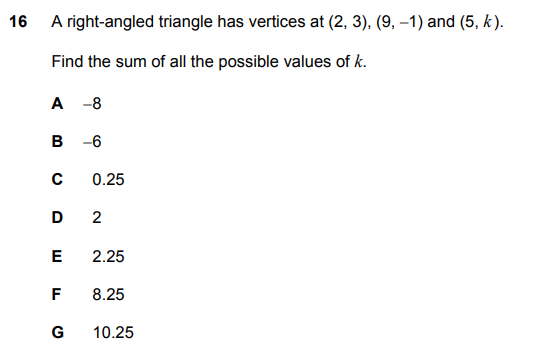 16 A right-angled triangle has vertices at (2, 3), (9, –1) and (5, k).
Find the sum of all the possible values of k.
A –8
B –6
C 0.25
D 2
E 2.25
F 8.25
G 10.25